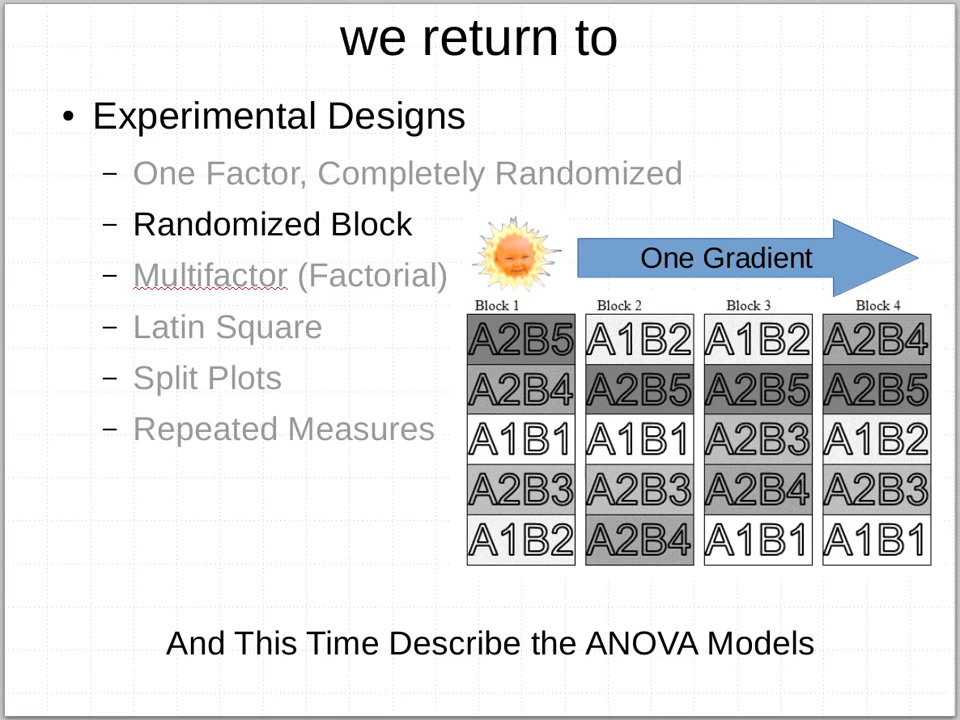 we return to
• Experimental Designs
– One Factor, Completely Randomized
– Randomized Block
– Multifactor (Factorial)
– Latin Square
– Split Plots
– Repeated Measures
One Gradient
Block 1 Block 2 Block 3 Block 4
A2B5 A1B2 A1B2 A2B4
A2B4 A2B5 A2B5 A2B5
A1B1 A1B1 A2B3 A1B2
A2B3 A2B3 A2B4 A2B3
A1B2 A2B4 A1B1 A1B1
And This Time Describe the ANOVA Models